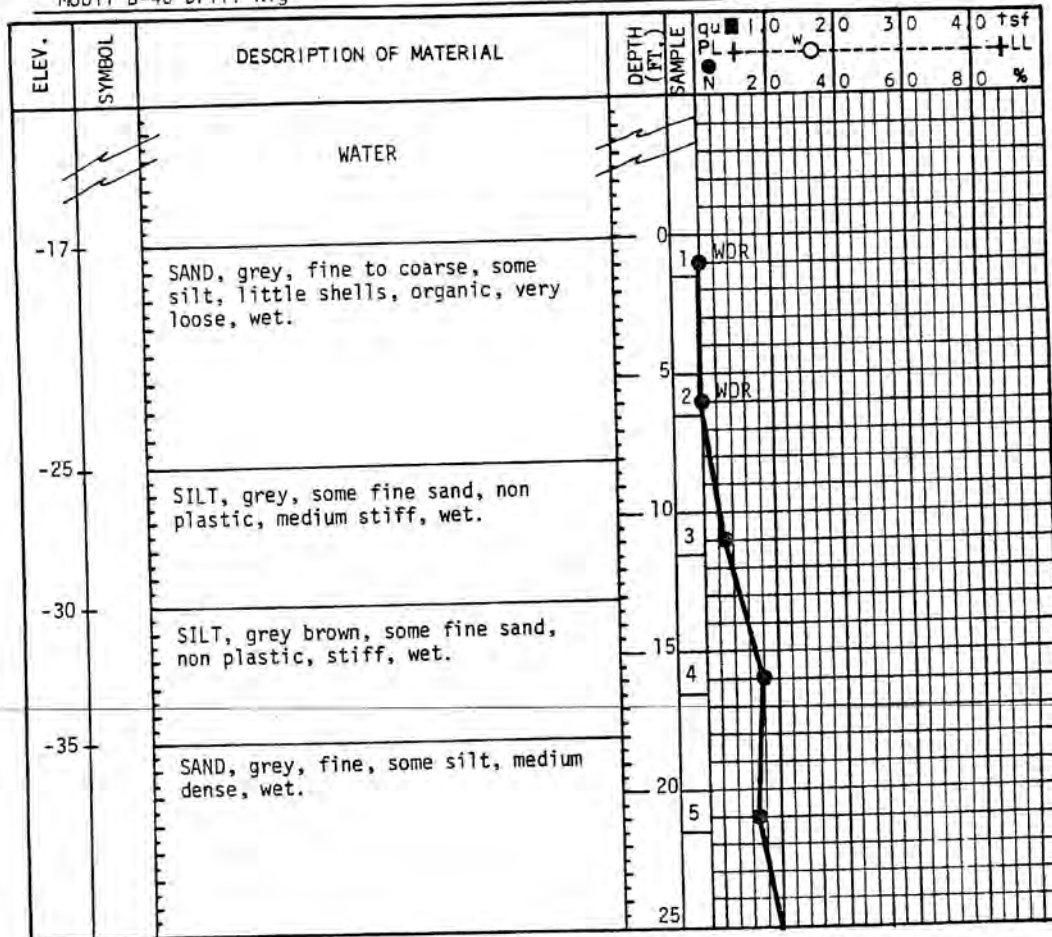 ELEV.
SYMBOL
DESCRIPTION OF MATERIAL
DEPTH
(FT.)
SAMPLE
qu 1.0 2.0 3.0 4.0 tsf
PL w LL
N 20 40 60 80 %
WATER
0
-17
1 WOR
SAND, grey, fine to coarse, some
silt, little shells, organic, very
loose, wet.
5
2 WOR
-25
SILT, grey, some fine sand, non
plastic, medium stiff, wet.
10
3
-30
SILT, grey brown, some fine sand,
non plastic, stiff, wet.
15
4
-35
SAND, grey, fine, some silt, medium
dense, wet.
20
5
25